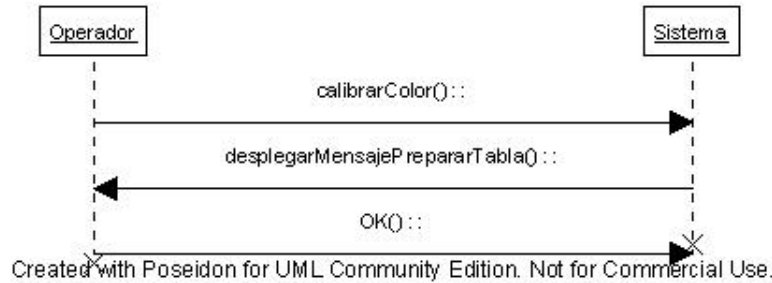 Operador
Sistema
calibrarColor()::
desplegarMensajePrepararTabla()::
OK()::
Created with Poseidon for UML Community Edition. Not for Commercial Use.